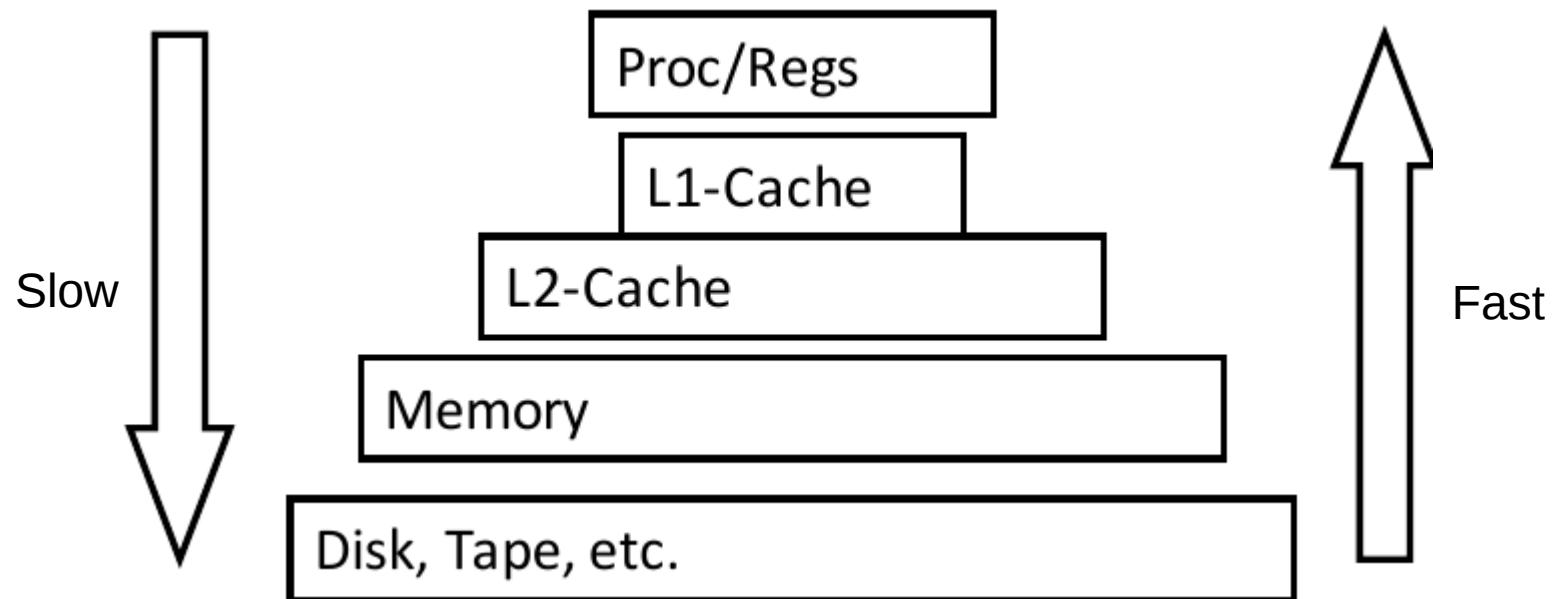 Proc/Regs
L1-Cache
Slow
L2-Cache
Fast
Memory
Disk, Tape, etc.